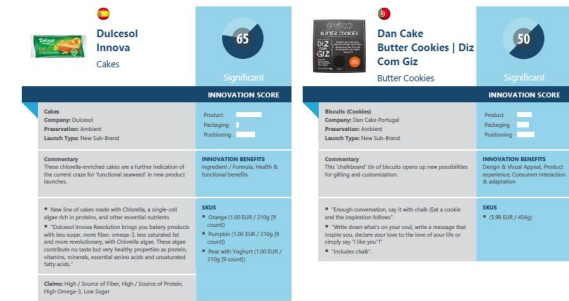 Dulcesol
Innova
Cakes
65
Significant
INNOVATION SCORE
Cakes
Company: Dulcesol
Preservation: Ambient
Launch Type: New Sub-Brand
Product
Packaging
Positioning
Commentary
These chlorella-enriched cakes are a further indication of
the current craze for 'functional seaweed' in new product
launches.
INNOVATION BENEFITS
Ingredient / Formula, Health &
functional benefits
• New line of cakes made with Chlorella, a single-cell
algae rich in proteins, and other essential nutrients
• "Dulcesol Innova Revolution brings you bakery products
with less sugar, more fiber, omega-3, less saturated fat
and more revolutionary, with Chlorella algae. These algae
contribute no taste but very healthy properties as protein,
vitamins, minerals, essential amino acids and unsaturated
fatty acids."
SKUS
• Orange (1.00 EUR / 210g [9
count])
• Pumpkin (1.00 EUR / 210g [9
count])
• Pear with Yoghurt (1.00 EUR /
210g [9 count])
Claims: High / Source of Fiber, High / Source of Protein,
High Omega-3, Low Sugar
Dan Cake
Butter Cookies | Diz
Com Giz
Butter Cookies
50
Significant
INNOVATION SCORE
BUTTER COOKIES
DIZ
GIZ
Biscuits (Cookies)
Company: Dan Cake Portugal
Preservation: Ambient
Launch Type: New Sub-Brand
Product
Packaging
Positioning
Commentary
This 'chalkboard' tin of biscuits opens up new possibilities
for gifting and customization.
INNOVATION BENEFITS
Design & Visual Appeal, Product
experience, Consumer interaction
& adaptation
• "Enough conversation, say it with chalk (Eat a cookie
and the inspiration follows".
• "Write down what's on your soul, write a message that
inspire you, declare your love to the love of your life or
simply say "I like you"!"
• "Includes chalk".
SKUS
• (5.99 EUR / 454g)